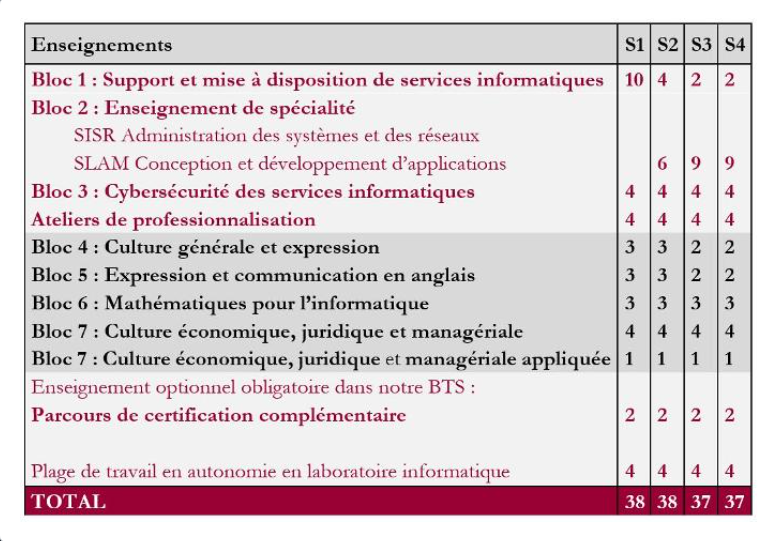 Enseignements S1 S2 S3 S4
Bloc 1 : Support et mise à disposition de services informatiques 10 4 2 2
Bloc 2 : Enseignement de spécialité
SISR Administration des systèmes et des réseaux
SLAM Conception et développement d'applications 6 9 9
Bloc 3 : Cybersécurité des services informatiques 4 4 4 4
Ateliers de professionnalisation 4 4 4 4
Bloc 4 : Culture générale et expression 3 3 2 2
Bloc 5 : Expression et communication en anglais 3 3 2 2
Bloc 6 : Mathématiques pour l'informatique 3 3 3 3
Bloc 7 : Culture économique, juridique et managériale 4 4 4 4
Bloc 7 : Culture économique, juridique et managériale appliquée 1 1 1 1
Enseignement optionnel obligatoire dans notre BTS :
Parcours de certification complémentaire 2 2 2 2
Plage de travail en autonomie en laboratoire informatique 4 4 4 4
TOTAL 38 38 37 37